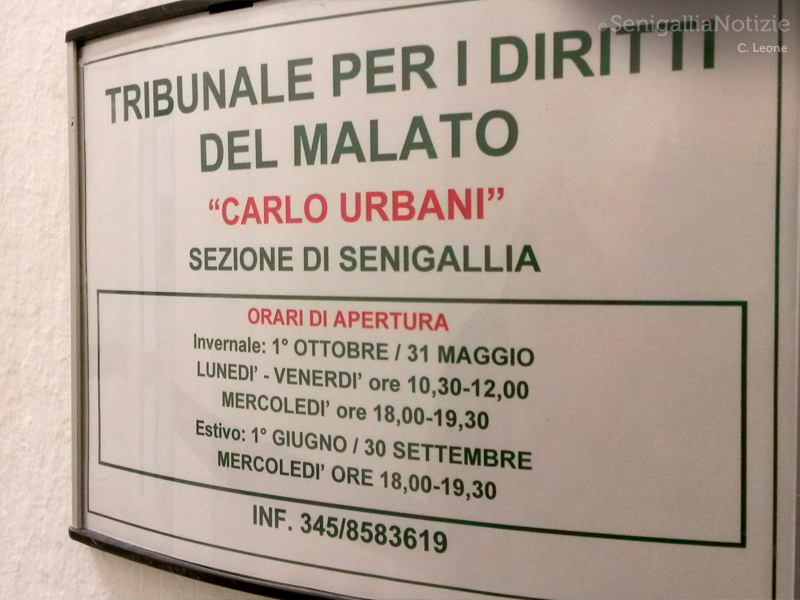 © SenigalliaNotizie
C. Leone
TRIBUNALE PER I DIRITTI
DEL MALATO
“CARLO URBANI”
SEZIONE DI SENIGALLIA
ORARI DI APERTURA
Invernale: 1° OTTOBRE / 31 MAGGIO
LUNEDI’ - VENERDI’ ore 10,30-12,00
MERCOLEDI’ ore 18,00-19,30
Estivo: 1° GIUGNO / 30 SETTEMBRE
MERCOLEDI’ ORE 18,00-19,30
INF. 345/8583619